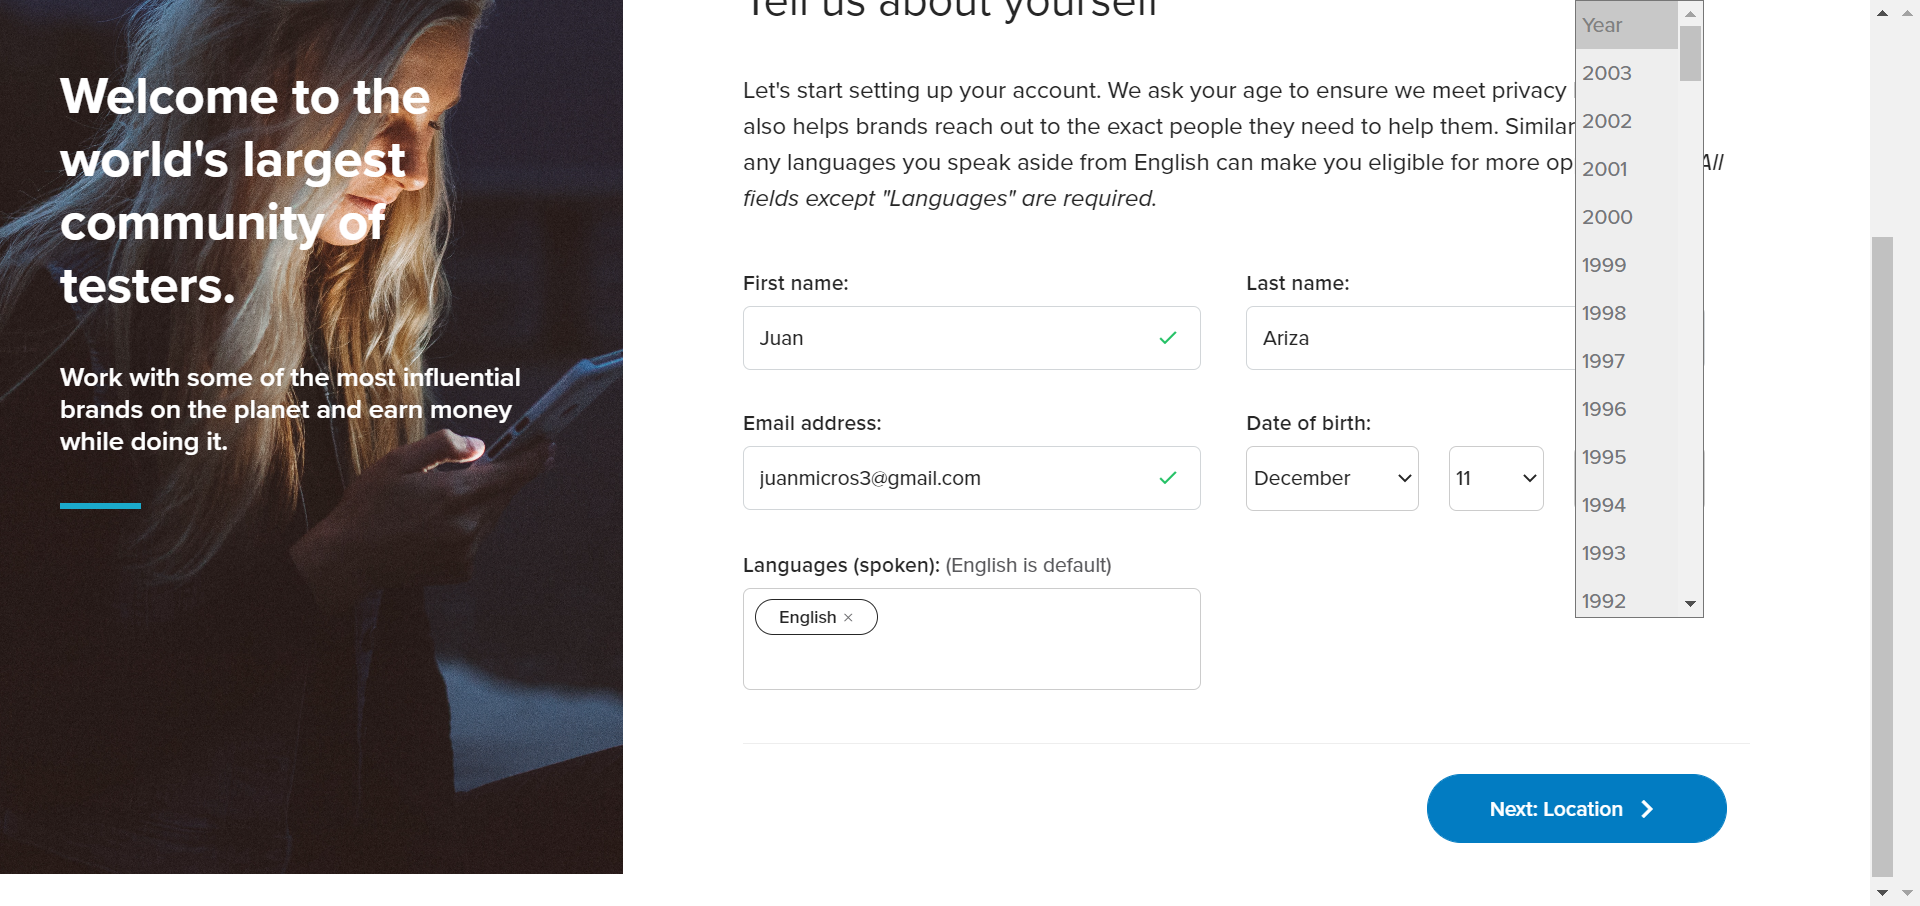 Welcome to the
world's largest
community of
testers.
Work with some of the most influential
brands on the planet and earn money
while doing it.
Tell us about yourself
Let's start setting up your account. We ask your age to ensure we meet privacy
also helps brands reach out to the exact people they need to help them. Similar
any languages you speak aside from English can make you eligible for more op All
fields except "Languages" are required.
First name:
Juan
Last name:
Ariza
Email address:
juanmicros3@gmail.com
Date of birth:
December
11
Year
2003
2002
2001
2000
1999
1998
1997
1996
1995
1994
1993
1992
Languages (spoken): (English is default)
English ×
Next: Location